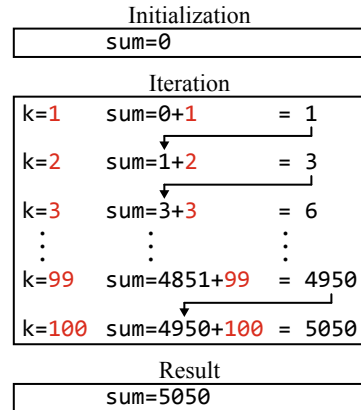 Initialization
sum=0
Iteration
k=1 sum=0+1 = 1
k=2 sum=1+2 = 3
k=3 sum=3+3 = 6
⋮ ⋮ ⋮
k=99 sum=4851+99 = 4950
k=100 sum=4950+100 = 5050
Result
sum=5050